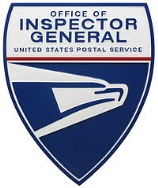 OFFICE OF
INSPECTOR
GENERAL
UNITED STATES POSTAL SERVICE